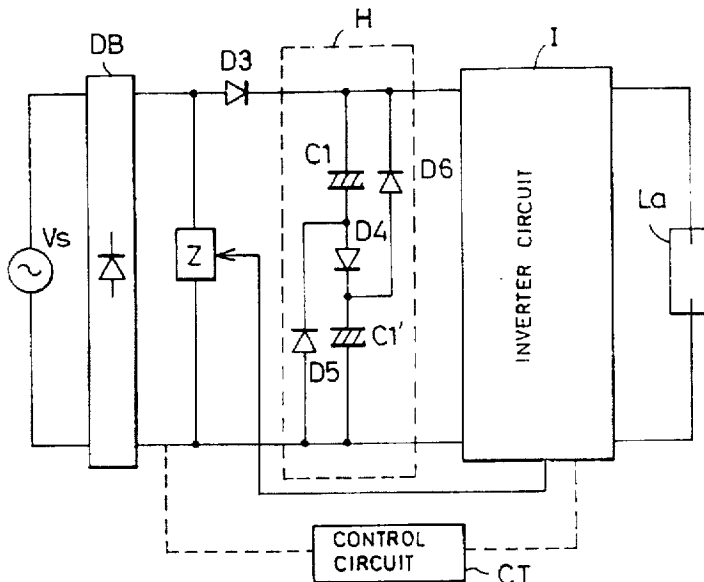 H
I
DB
D3
C1
D6
La
Vs
D4
Z
INVERTER CIRCUIT
C1'
D5
CONTROL
CIRCUIT
CT